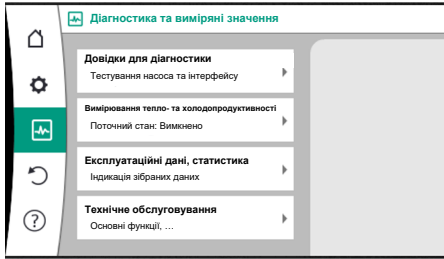 Діагностика та виміряні значення
Довідки для діагностики
Тестування насоса та інтерфейсу
Вимірювання тепло- та холодопродуктивності
Поточний стан: Вимкнено
Експлуатаційні дані, статистика
Індикація зібраних даних
Технічне обслуговування
Основні функції, ...
?